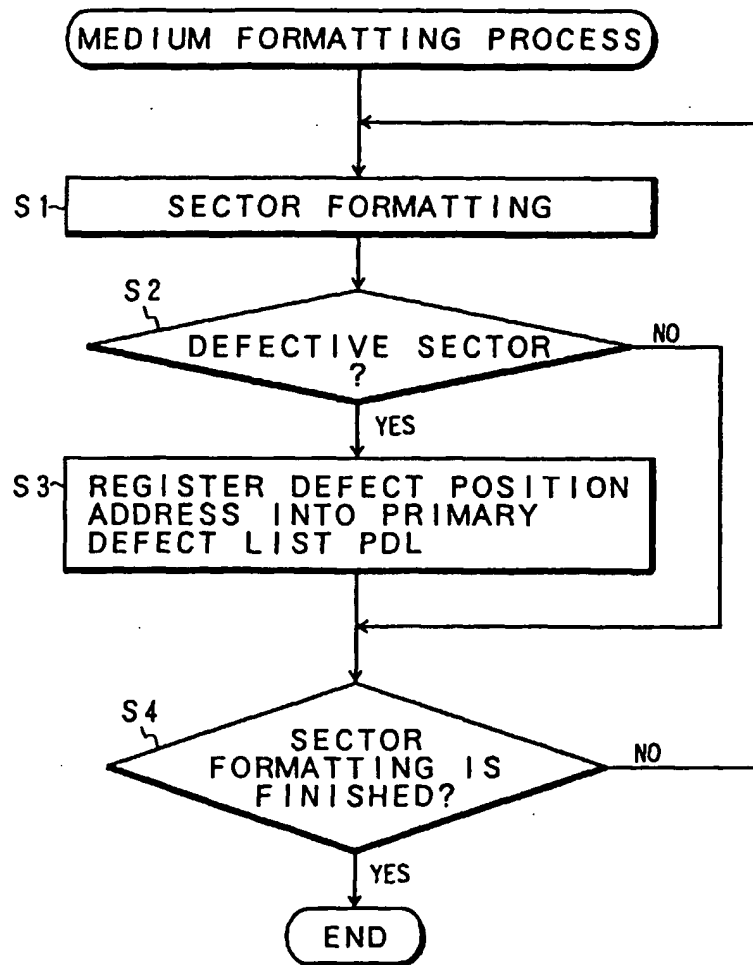 MEDIUM FORMATTING PROCESS
S1
SECTOR FORMATTING
S2
DEFECTIVE SECTOR
?
NO
YES
S3
REGISTER DEFECT POSITION
ADDRESS INTO PRIMARY
DEFECT LIST PDL
S4
SECTOR
FORMATTING IS
FINISHED?
NO
YES
END